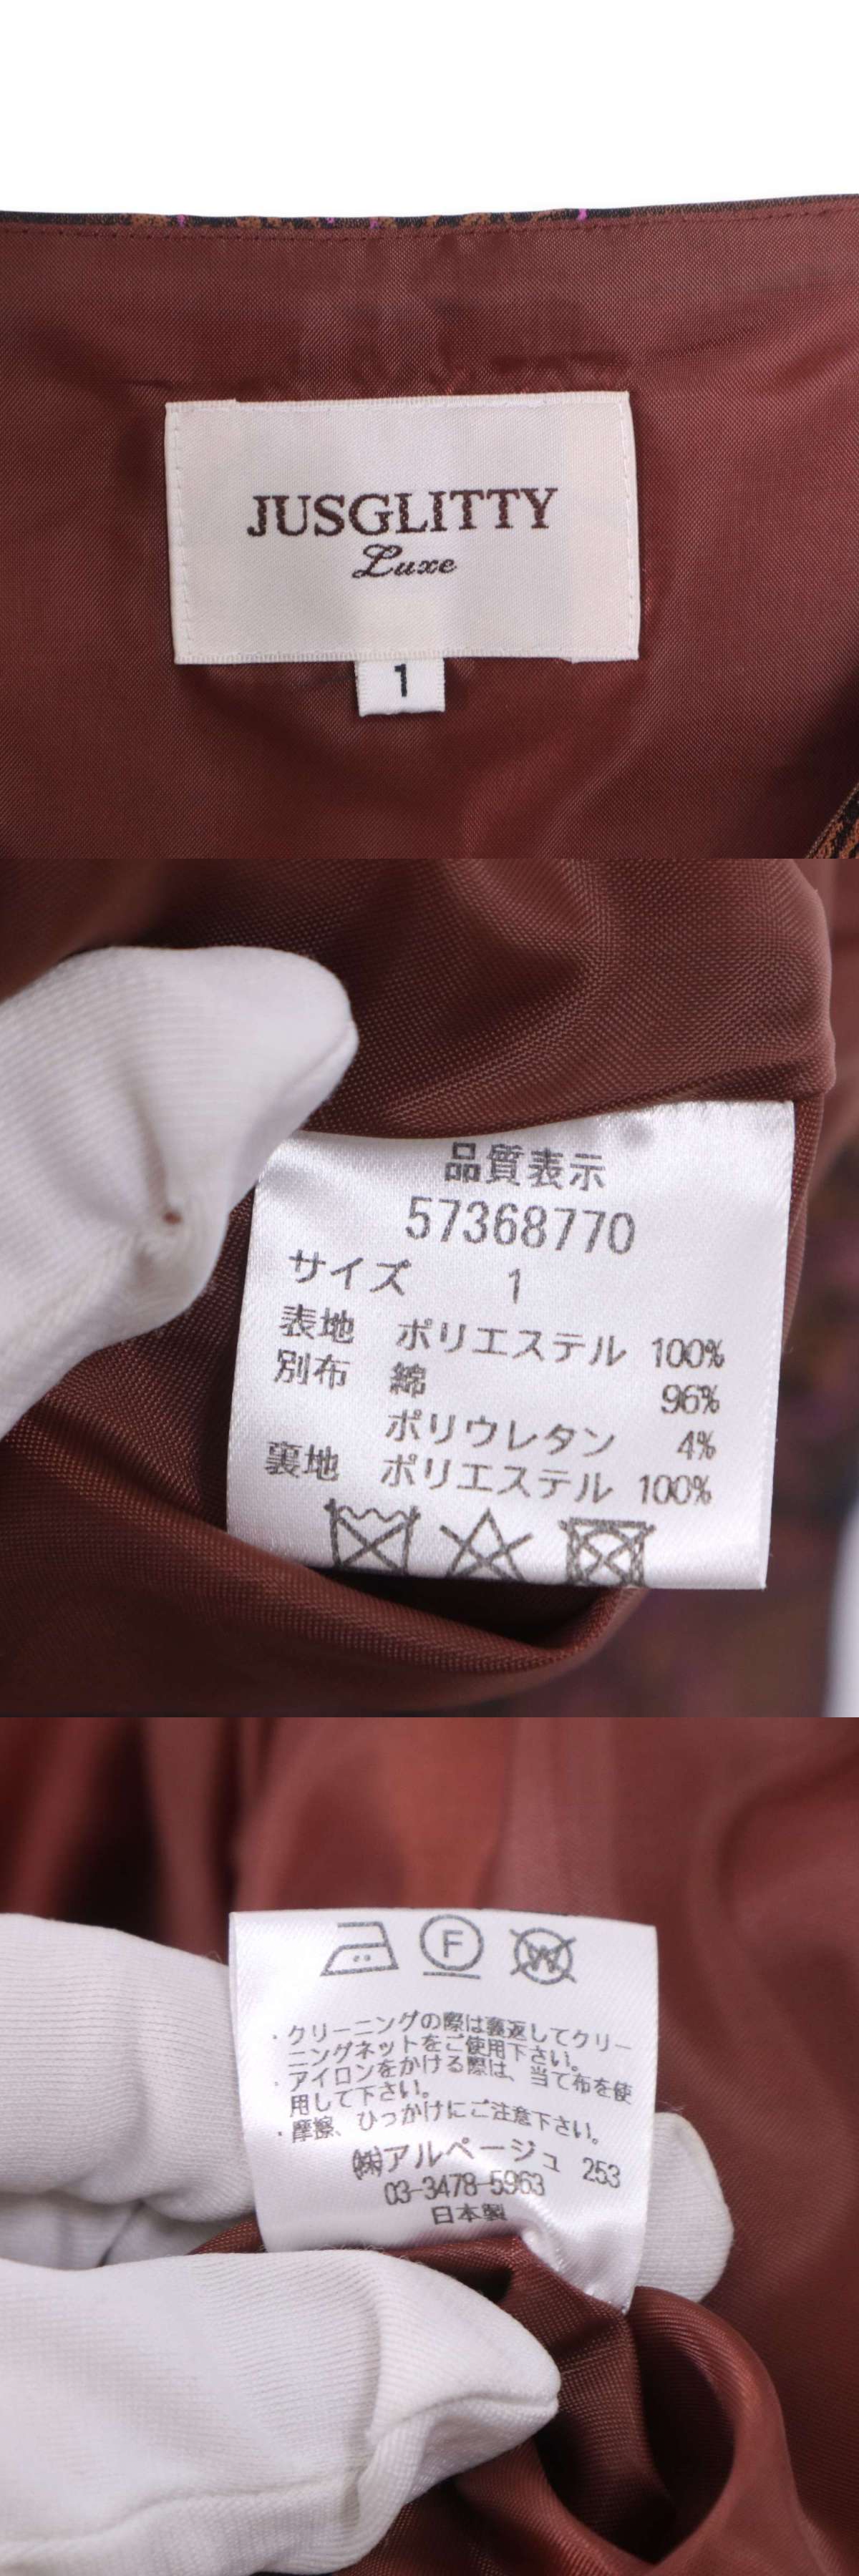 JUSGLITTY
Luxe
1
品質表示
57368770
サイズ 1
表地 ポリエステル 100%
別布 綿 96%
ポリウレタン 4%
裏地 ポリエステル 100%
F W
・クリーニングの際は裏返してクリー
ニングネットをご使用下さい。
・アイロンをかける際は、当て布を使
用して下さい。
・摩擦、ひっかけにご注意下さい。
㈱アルページュ 253
03-3478-5963
日本製